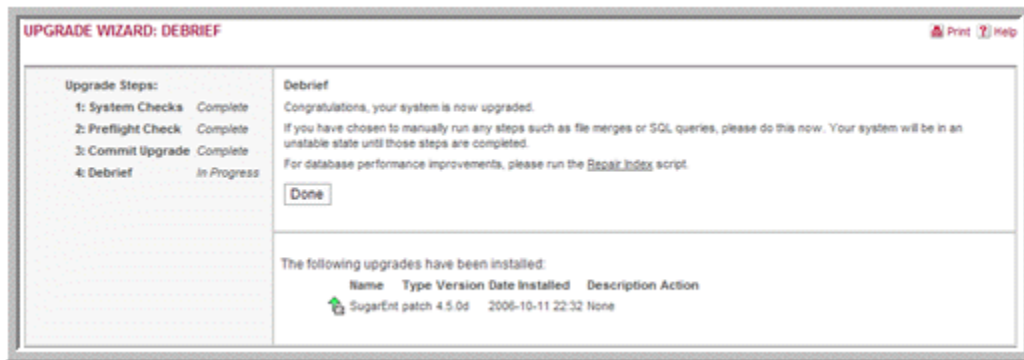 UPGRADE WIZARD: DEBRIEF
Print Help
Upgrade Steps:
1: System Checks Complete
2: Preflight Check Complete
3: Commit Upgrade Complete
4: Debrief In Progress
Debrief
Congratulations, your system is now upgraded.
If you have chosen to manually run any steps such as file merges or SQL queries, please do this now. Your system will be in an
unstable state until those steps are completed.
For database performance improvements, please run the Repair Index script.
Done
The following upgrades have been installed:
Name Type Version Date Installed Description Action
SugarEnt patch 4.5.0d 2006-10-11 22:32 None